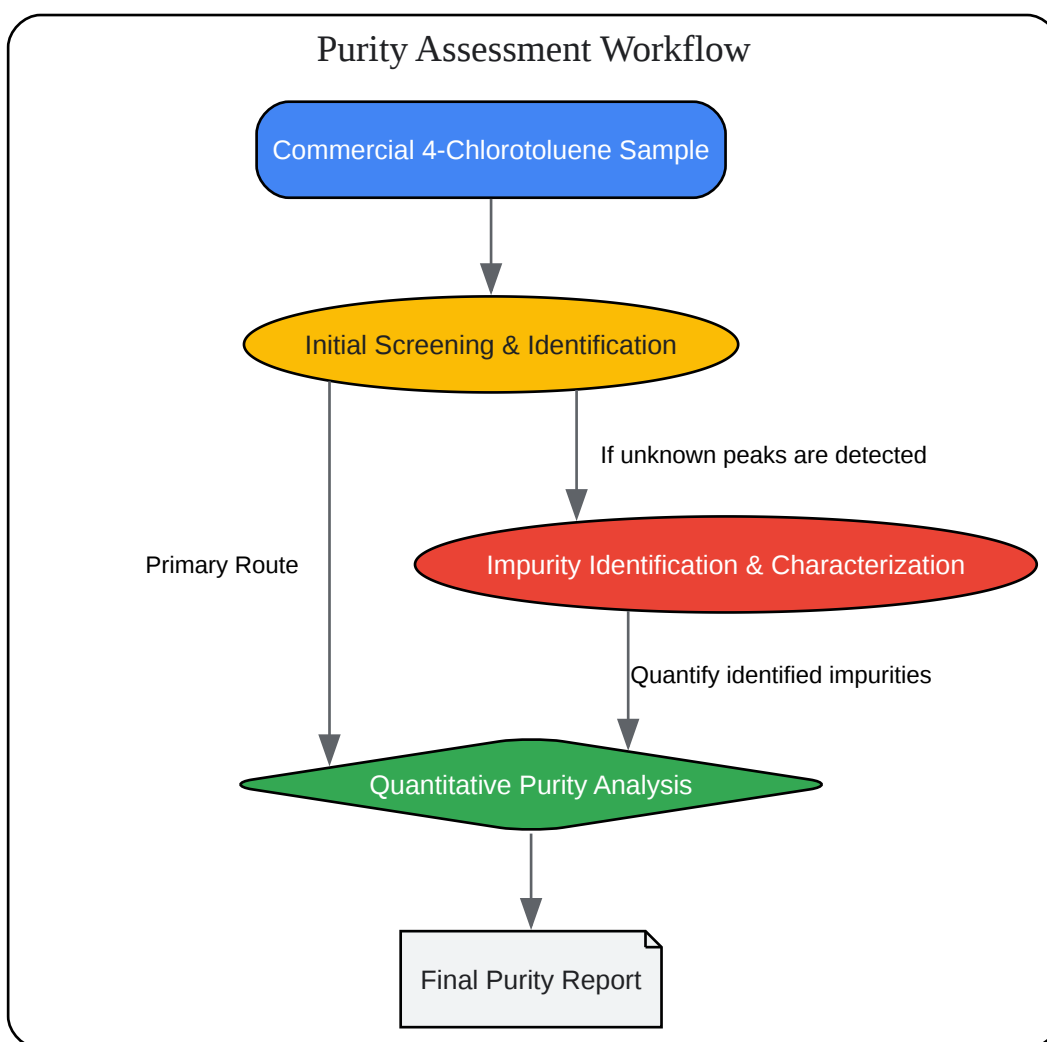 Purity Assessment Workflow
Commercial 4-Chlorotoluene Sample
Initial Screening & Identification
If unknown peaks are detected
Primary Route
Impurity Identification & Characterization
Quantify identified impurities
Quantitative Purity Analysis
Final Purity Report